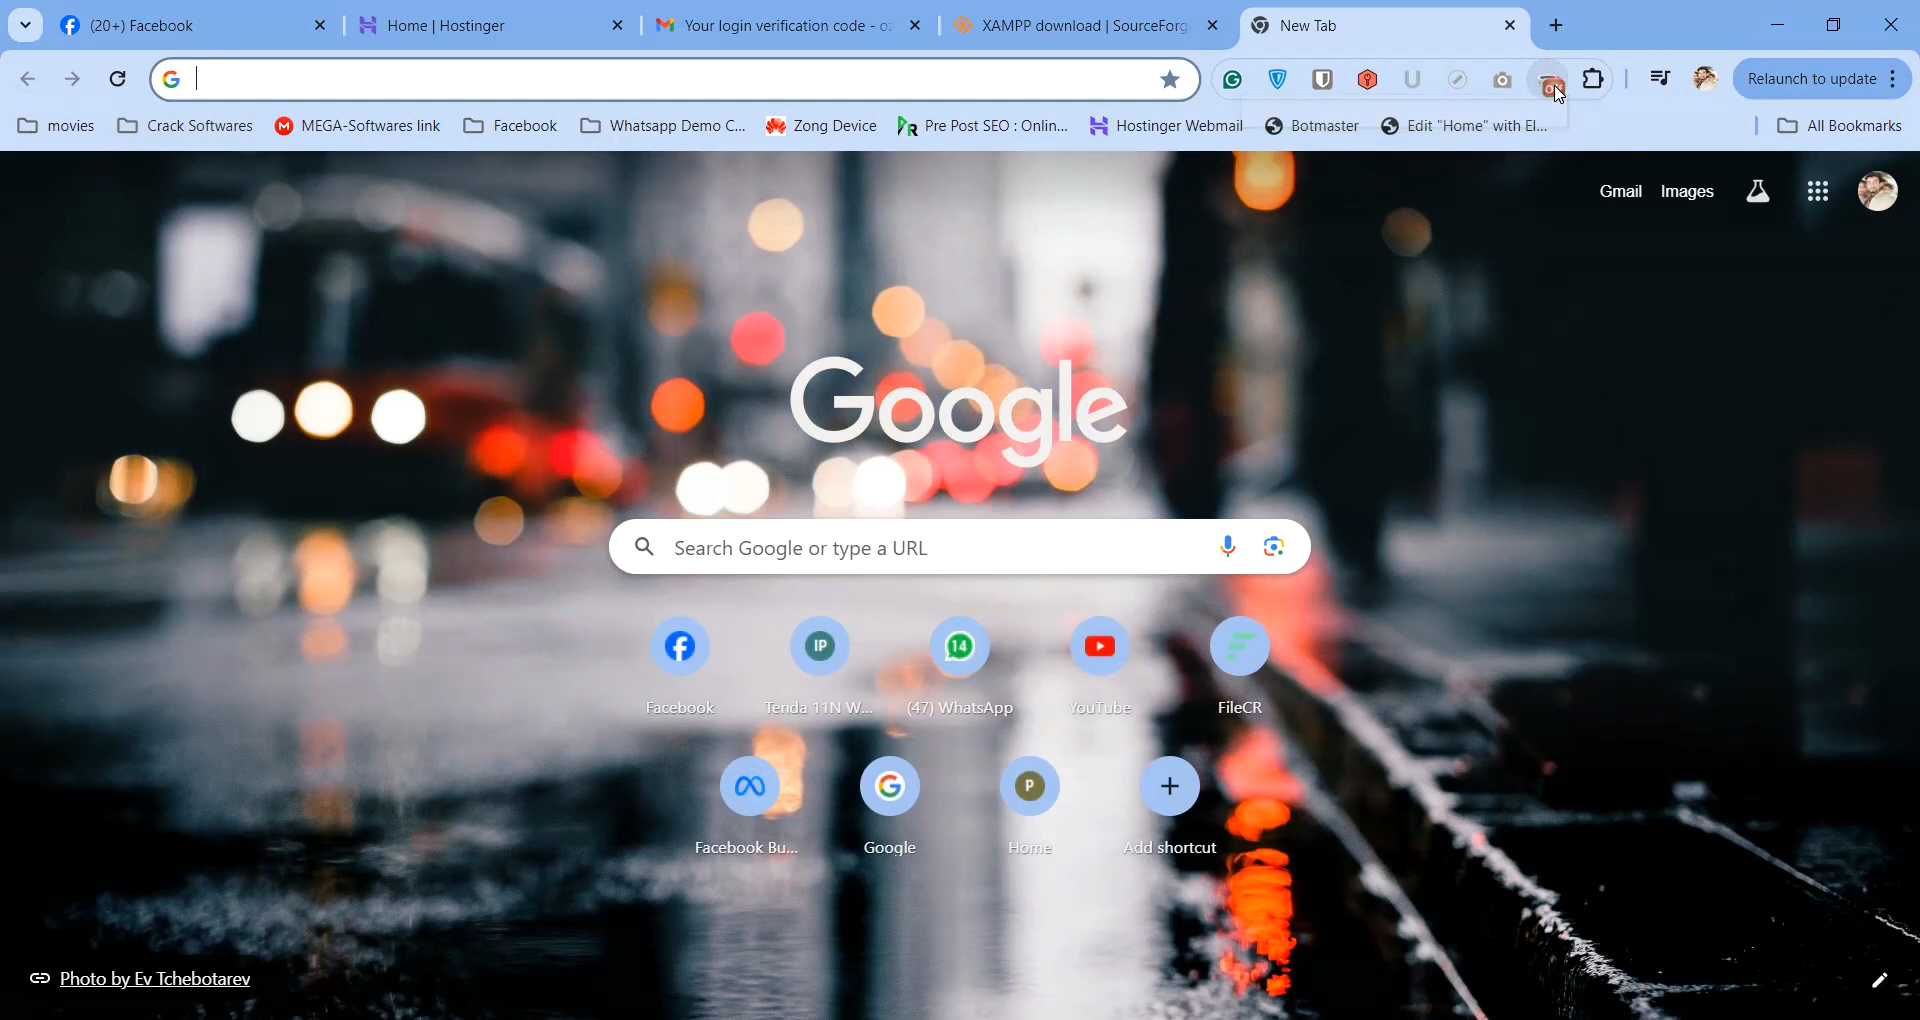 (20+) Facebook
Home | Hostinger
Your login verification code - oz
XAMPP download | SourceForg
New Tab
Relaunch to update
movies
Crack Softwares
MEGA-Softwares link
Facebook
Whatsapp Demo C...
Zong Device
Pre Post SEO : Onlin...
Hostinger Webmail
Botmaster
Edit "Home" with El...
All Bookmarks
Gmail
Images
Google
Search Google or type a URL
IP
14
Facebook
Tenda 11N W...
(47) WhatsApp
YouTube
FileCR
P
Facebook Bu...
Google
Home
Add shortcut
Photo by Ev Tchebotarev